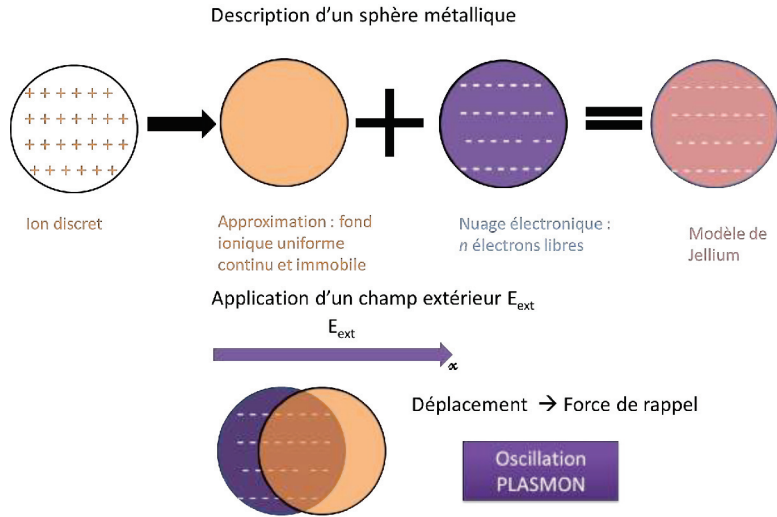 Description d'un sphère métallique
Ion discret
Approximation : fond
ionique uniforme
continu et immobile
Nuage électronique :
n électrons libres
Modèle de
Jellium
Application d'un champ extérieur Eext
Eext
x
Déplacement → Force de rappel
Oscillation
PLASMON